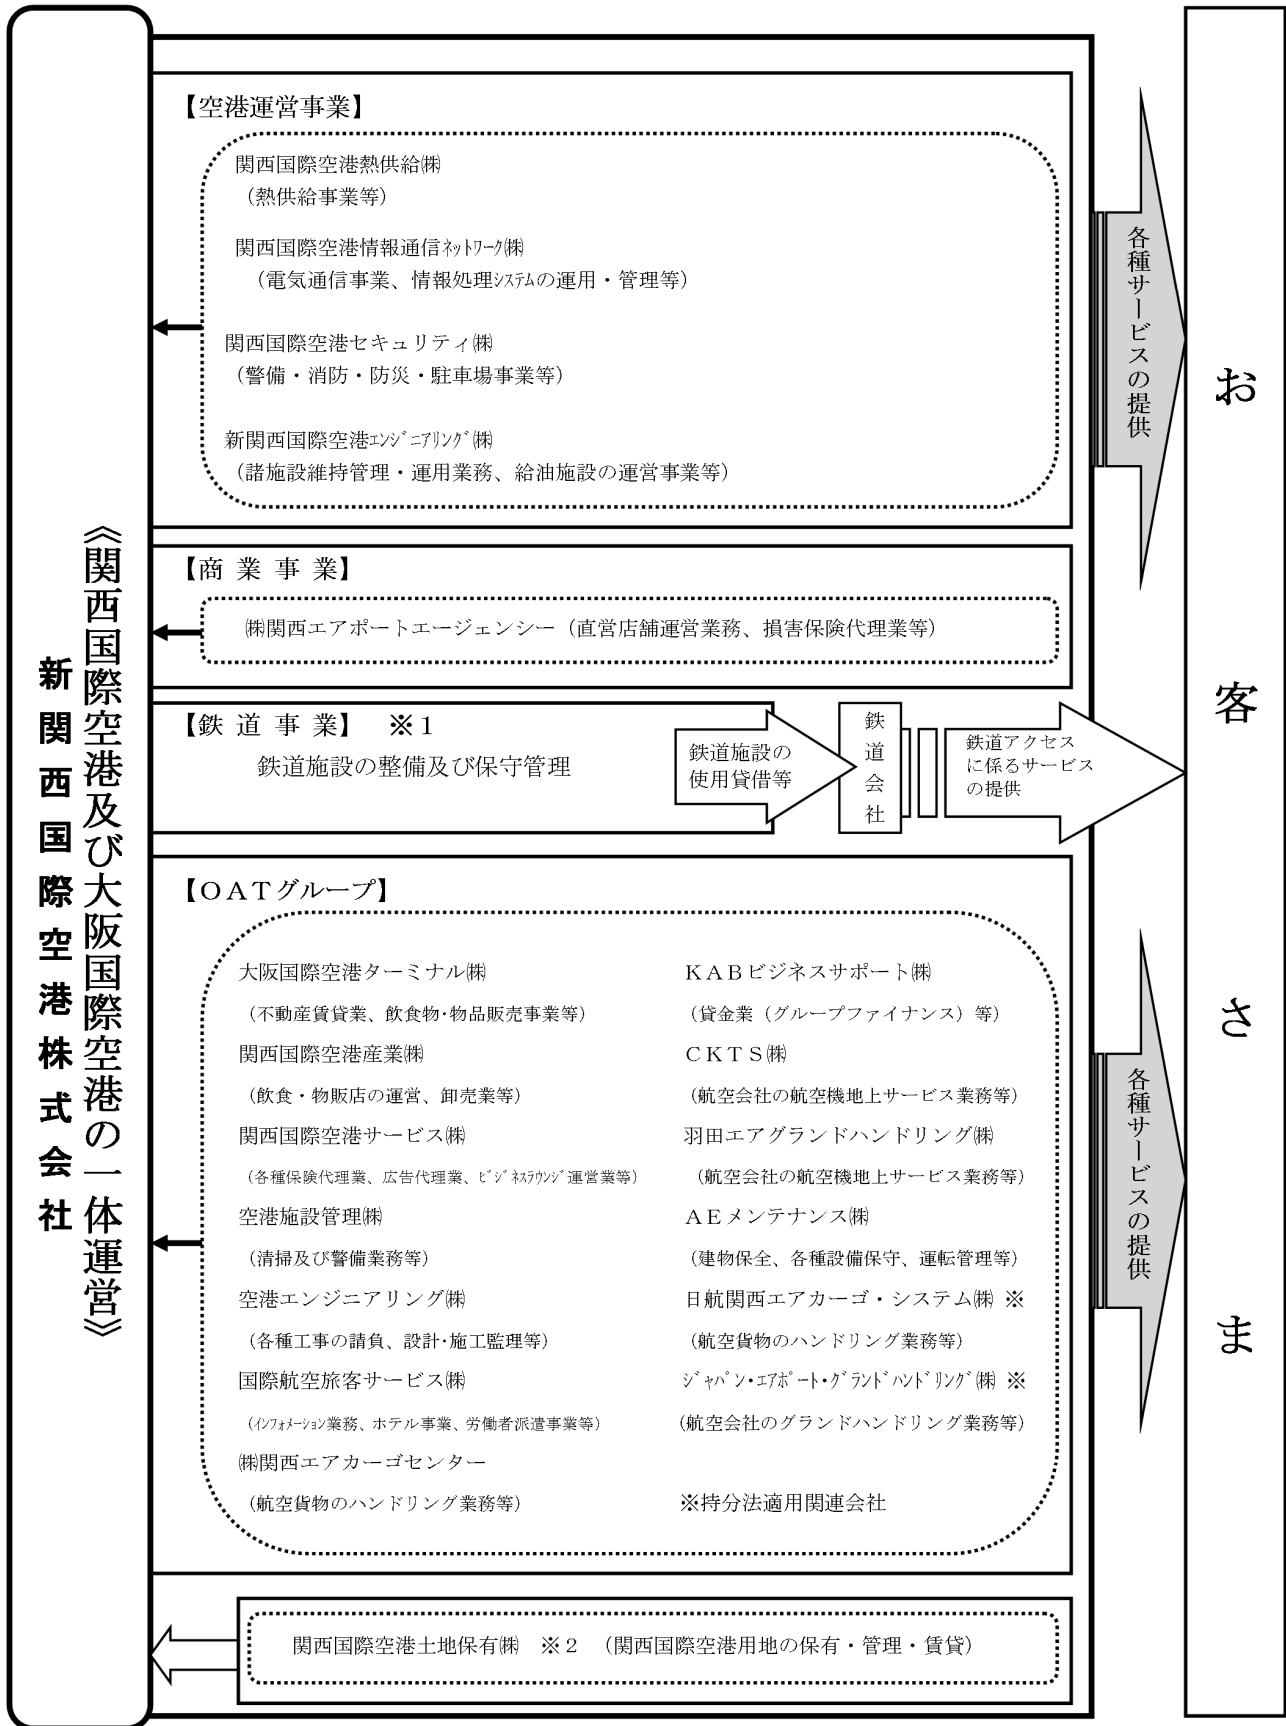 新関西国際空港株式会社
《関西国際空港及び大阪国際空港の一体運営》
【空港運営事業】
関西国際空港熱供給㈱
（熱供給事業等）
関西国際空港情報通信ﾈｯﾄﾜｰｸ㈱
（電気通信事業、情報処理ｼｽﾃﾑの運用・管理等）
関西国際空港セキュリティ㈱
（警備・消防・防災・駐車場事業等）
新関西国際空港ｴﾝｼﾞﾆｱﾘﾝｸﾞ㈱
（諸施設維持管理・運用業務、給油施設の運営事業等）
各種サービスの提供
【商 業 事 業】
㈱関西エアポートエージェンシー（直営店舗運営業務、損害保険代理業等）
【鉄 道 事 業】 ※１
鉄道施設の整備及び保守管理
鉄道施設の
使用貸借等
鉄道会社
鉄道アクセス
に係るサービス
の提供
【ＯＡＴグループ】
大阪国際空港ターミナル㈱
（不動産賃貸業、飲食物･物品販売事業等）
関西国際空港産業㈱
（飲食・物販店の運営、卸売業等）
関西国際空港サービス㈱
（各種保険代理業、広告代理業、ﾋﾞｼﾞﾈｽﾗｳﾝｼﾞ運営業等）
空港施設管理㈱
（清掃及び警備業務等）
空港エンジニアリング㈱
（各種工事の請負、設計･施工監理等）
国際航空旅客サービス㈱
（ｲﾝﾌｫﾒｰｼｮﾝ業務、ホテル事業、労働者派遣事業等）
㈱関西エアカーゴセンター
（航空貨物のハンドリング業務等）
ＫＡＢビジネスサポート㈱
（貸金業（グループファイナンス）等）
ＣＫＴＳ㈱
（航空会社の航空機地上サービス業務等）
羽田エアグランドハンドリング㈱
（航空会社の航空機地上サービス業務等）
ＡＥメンテナンス㈱
（建物保全、各種設備保守、運転管理等）
日航関西エアカーゴ・システム㈱ ※
（航空貨物のハンドリング業務等）
ｼﾞｬﾊﾟﾝ・ｴｱﾎﾟｰﾄ・ｸﾞﾗﾝﾄﾞﾊﾝﾄﾞﾘﾝｸﾞ㈱ ※
（航空会社のグランドハンドリング業務等）
※持分法適用関連会社
各種サービスの提供
関西国際空港土地保有㈱ ※２ （関西国際空港用地の保有・管理・賃貸）
お客さま